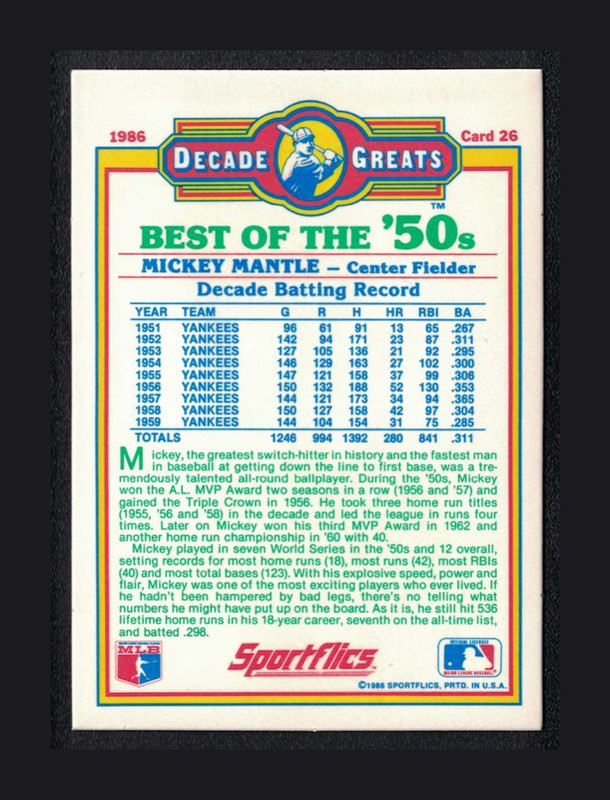 1986
Card 26
DECADE GREATS
TM
BEST OF THE '50s
MICKEY MANTLE – Center Fielder
Decade Batting Record
YEAR TEAM G R H HR RBI BA
1951 YANKEES 96 61 91 13 65 .267
1952 YANKEES 142 94 171 23 87 .311
1953 YANKEES 127 105 136 21 92 .295
1954 YANKEES 146 129 163 27 102 .300
1955 YANKEES 147 121 158 37 99 .306
1956 YANKEES 150 132 188 52 130 .353
1957 YANKEES 144 121 173 34 94 .365
1958 YANKEES 150 127 158 42 97 .304
1959 YANKEES 144 104 154 31 75 .285
TOTALS 1246 994 1392 280 841 .311
Mickey, the greatest switch-hitter in history and the fastest man
in baseball at getting down the line to first base, was a tre-
mendously talented all-round ballplayer. During the '50s, Mickey
won the A.L. MVP Award two seasons in a row (1956 and '57) and
gained the Triple Crown in 1956. He took three home run titles
(1955, '56 and '58) in the decade and led the league in runs four
times. Later on Mickey won his third MVP Award in 1962 and
another home run championship in '60 with 40.
Mickey played in seven World Series in the '50s and 12 overall,
setting records for most home runs (18), most runs (42), most RBIs
(40) and most total bases (123). With his explosive speed, power and
flair, Mickey was one of the most exciting players who ever lived. If
he hadn't been hampered by bad legs, there's no telling what
numbers he might have put up on the board. As it is, he still hit 536
lifetime home runs in his 18-year career, seventh on the all-time list,
and batted .298.
MLB
Sportflics
OFFICIAL LICENSEE
MAJOR LEAGUE BASEBALL
©1986 SPORTFLICS, PRTD. IN U.S.A.